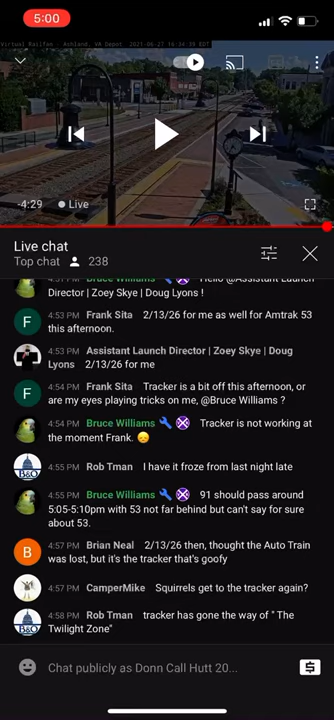 5:00
Virtual Railfan - Ashland, VA Depot 2021-06-27 16:54:39 EDT
-4:29 Live
Live chat
Top chat 238
Bruce Williams Hello @Assistant Launch
Director | Zoey Skye | Doug Lyons !
F 4:53 PM Frank Sita 2/13/26 for me as well for Amtrak 53
this afternoon.
4:53 PM Assistant Launch Director | Zoey Skye | Doug
Lyons 2/13/26 for me
F 4:54 PM Frank Sita Tracker is a bit off this afternoon, or
are my eyes playing tricks on me, @Bruce Williams ?
4:54 PM Bruce Williams Tracker is not working at
the moment Frank. 😞
B&O 4:55 PM Rob Tman I have it froze from last night late
4:55 PM Bruce Williams 91 should pass around
5:05-5:10pm with 53 not far behind but can't say for sure
about 53.
B 4:57 PM Brian Neal 2/13/26 then, thought the Auto Train
was lost, but it's the tracker that's goofy
4:57 PM CamperMike Squirrels get to the tracker again?
B&O 4:58 PM Rob Tman tracker has gone the way of " The
Twilight Zone"
Chat publicly as Donn Call Hutt 20...